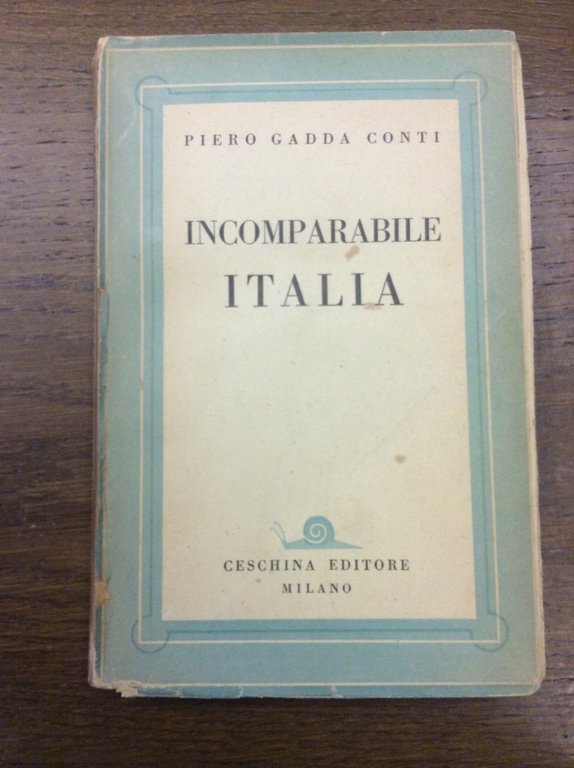 PIERO GADDA CONTI
INCOMPARABILE
ITALIA
CESCHINA EDITORE
MILANO